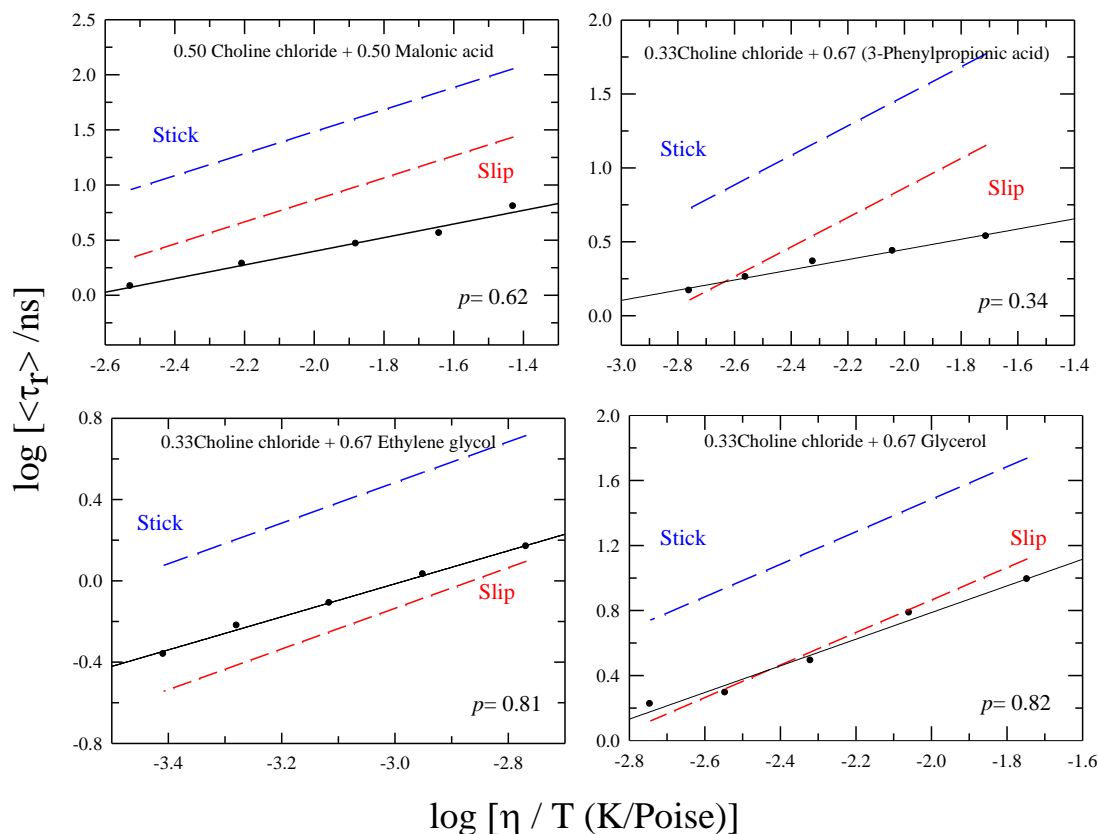 0.50 Choline chloride + 0.50 Malonic acid
2.5
2.0
1.5
1.0
0.5
0.0
Stick
Slip
p= 0.62
-2.6 -2.4 -2.2 -2.0 -1.8 -1.6 -1.4
0.33Choline chloride + 0.67 (3-Phenylpropionic acid)
2.0
1.5
1.0
0.5
0.0
Stick
Slip
p= 0.34
-3.0 -2.8 -2.6 -2.4 -2.2 -2.0 -1.8 -1.6 -1.4
log [<τr> /ns]
0.33Choline chloride + 0.67 Ethylene glycol
0.8
0.4
0.0
-0.4
-0.8
Stick
Slip
p= 0.81
-3.4 -3.2 -3.0 -2.8
0.33Choline chloride + 0.67 Glycerol
2.0
1.6
1.2
0.8
0.4
0.0
Stick
Slip
p= 0.82
-2.8 -2.6 -2.4 -2.2 -2.0 -1.8 -1.6
log [η / T (K/Poise)]